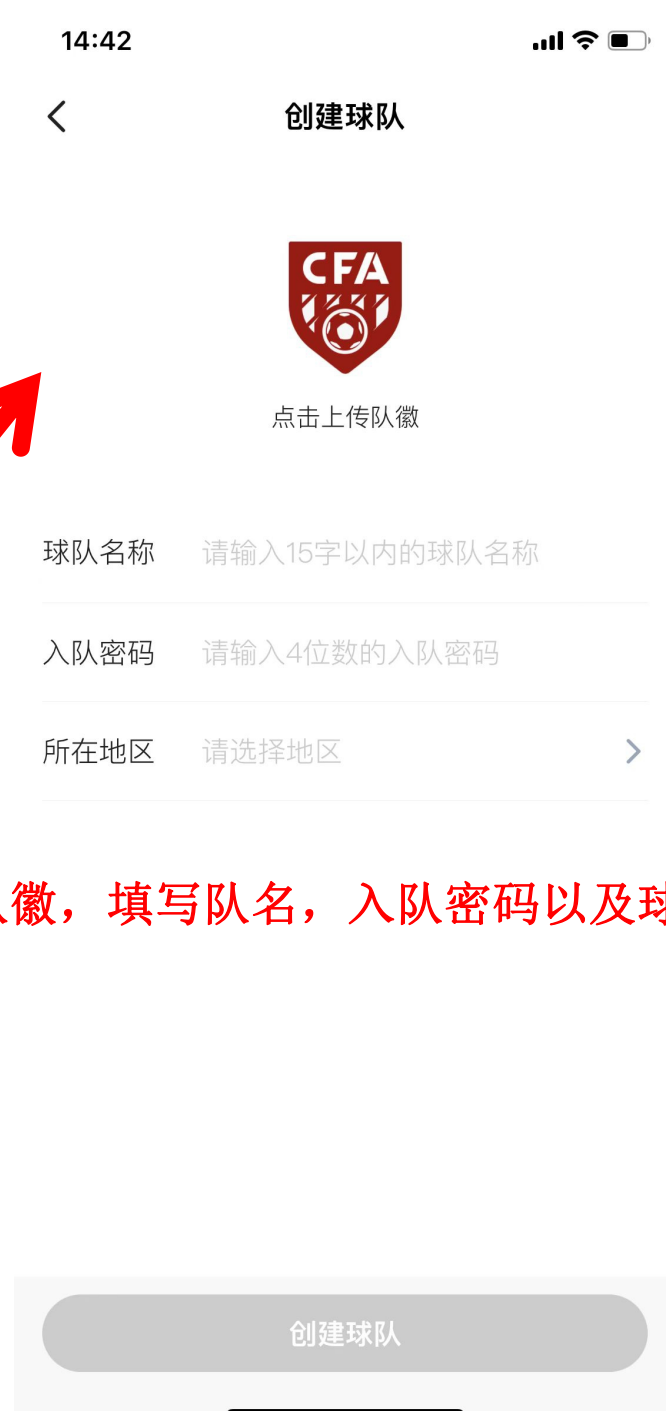 14:42
创建球队
CFA
点击上传队徽
球队名称 请输入15字以内的球队名称
入队密码 请输入4位数的入队密码
所在地区 请选择地区
徽，填写队名，入队密码以及球
创建球队